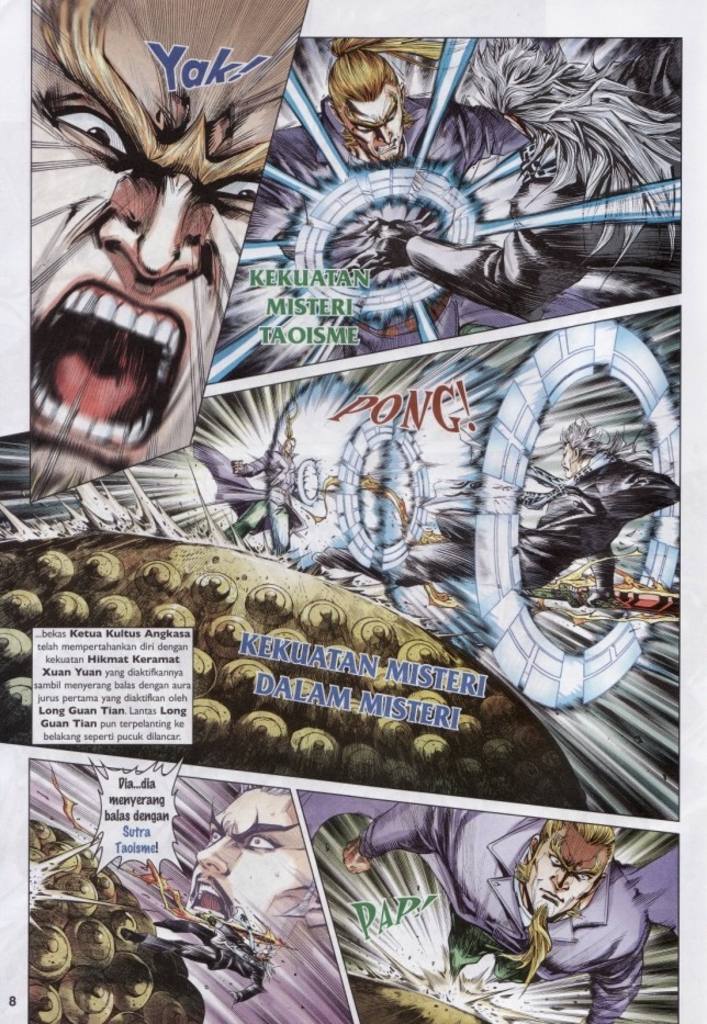 Yak!
KEKUATAN
MISTERI
TAOISME
PONG!
...bekas Ketua Kultus Angkasa
telah mempertahankan diri dengan
kekuatan Hikmat Keramat
Xuan Yuan yang diaktifkannya
sambil menyerang balas dengan aura
jurus pertama yang diaktifkan oleh
Long Guan Tian. Lantas Long
Guan Tian pun terpelanting ke
belakang seperti pucuk dilancar.
KEKUATAN MISTERI
DALAM MISTERI
Dia...dia
menyerang
balas dengan
Sutra
Taoisme!
PAP!
8